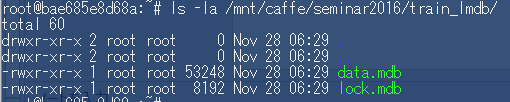 root@bae685e8d68a:~# ls -la /mnt/caffe/seminar2016/train_lmdb/
total 60
drwxr-xr-x 2 root root 0 Nov 28 06:29 .
drwxr-xr-x 2 root root 0 Nov 28 06:29 ..
-rwxr-xr-x 1 root root 53248 Nov 28 06:29 data.mdb
-rwxr-xr-x 1 root root 8192 Nov 28 06:29 lock.mdb